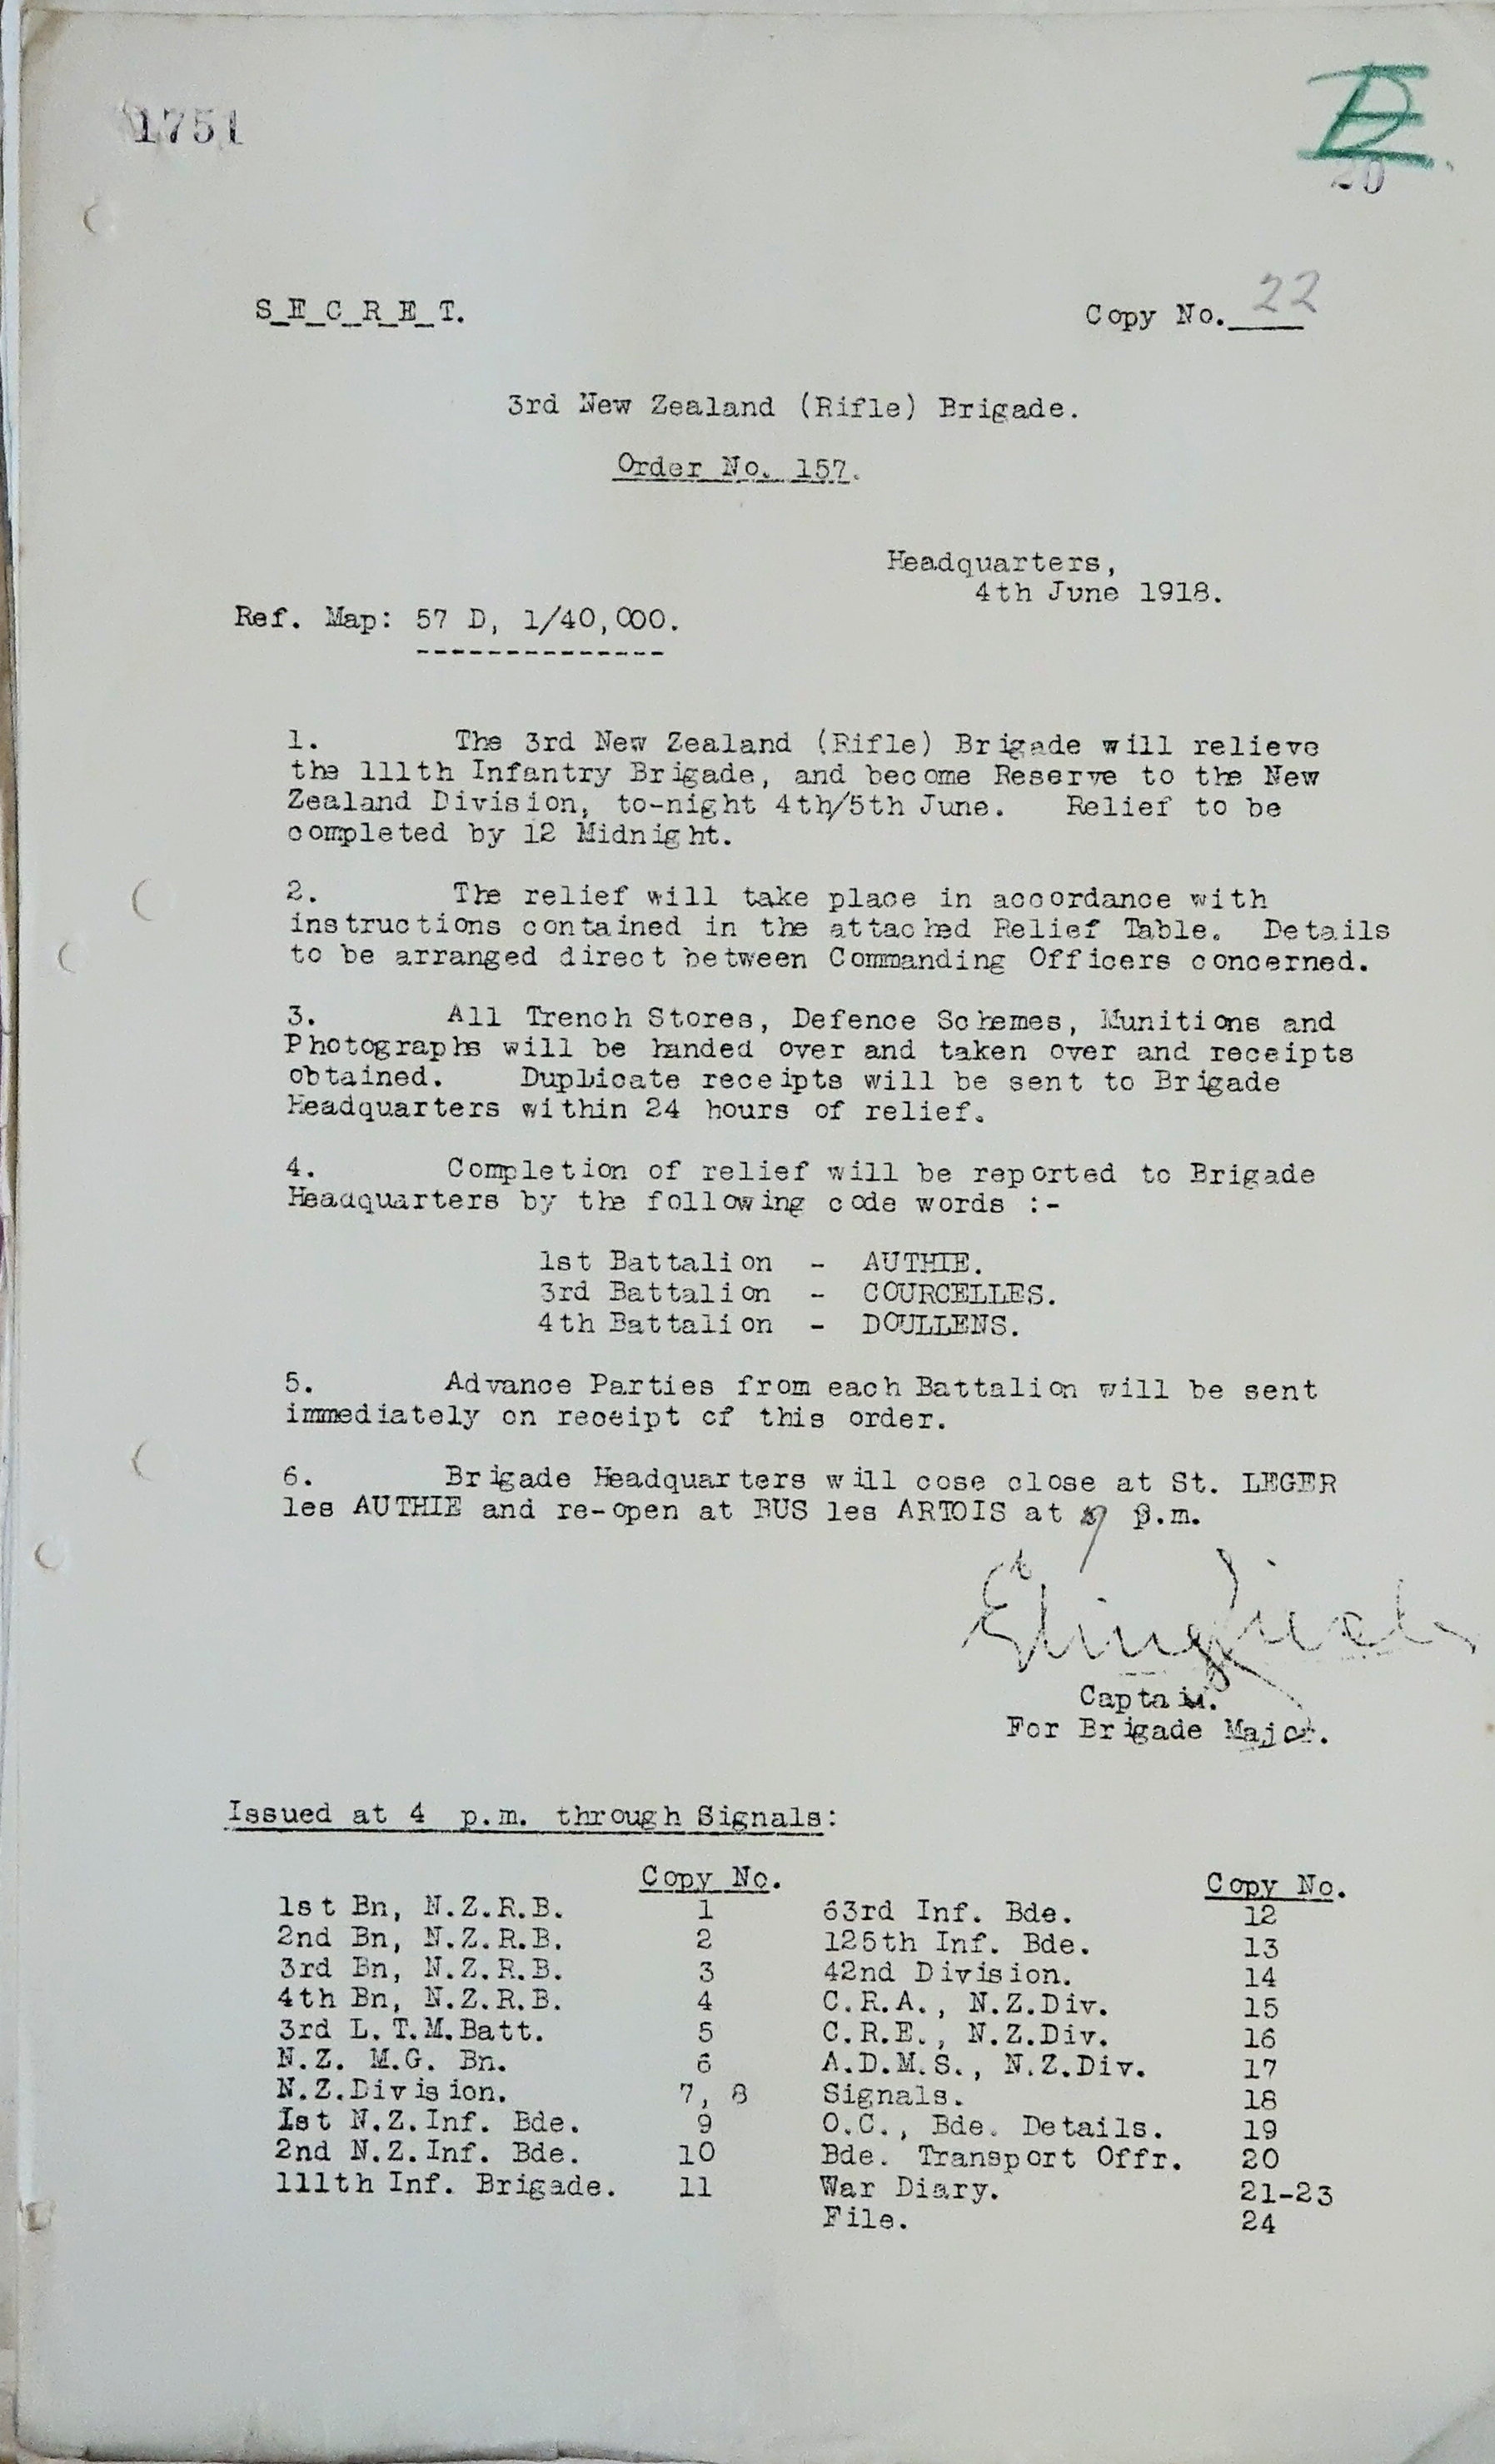 1751
20
S_E_C_R_E_T.
Copy No. 22
3rd New Zealand (Rifle) Brigade.
Order No. 157.
Headquarters,
4th June 1918.
Ref. Map: 57 D, 1/40,000.
1. The 3rd New Zealand (Rifle) Brigade will relieve
the 111th Infantry Brigade, and become Reserve to the New
Zealand Division, to-night 4th/5th June. Relief to be
completed by 12 Midnight.
2. The relief will take place in accordance with
instructions contained in the attached Relief Table. Details
to be arranged direct between Commanding Officers concerned.
3. All Trench Stores, Defence Schemes, Munitions and
Photographs will be handed over and taken over and receipts
obtained. Duplicate receipts will be sent to Brigade
Headquarters within 24 hours of relief.
4. Completion of relief will be reported to Brigade
Headquarters by the following code words :-
1st Battalion - AUTHIE.
3rd Battalion - COURCELLES.
4th Battalion - DOULLENS.
5. Advance Parties from each Battalion will be sent
immediately on receipt of this order.
6. Brigade Headquarters will cose close at St. LEGER
les AUTHIE and re-open at BUS les ARTOIS at 9 p.m.
Captain.
For Brigade Major.
Issued at 4 p.m. through Signals:
Copy No. Copy No.
1st Bn, N.Z.R.B. 1 63rd Inf. Bde. 12
2nd Bn, N.Z.R.B. 2 125th Inf. Bde. 13
3rd Bn, N.Z.R.B. 3 42nd Division. 14
4th Bn, N.Z.R.B. 4 C.R.A., N.Z.Div. 15
3rd L.T.M.Batt. 5 C.R.E., N.Z.Div. 16
N.Z. M.G. Bn. 6 A.D.M.S., N.Z.Div. 17
N.Z.Division. 7, 8 Signals. 18
1st N.Z.Inf. Bde. 9 O.C., Bde. Details. 19
2nd N.Z.Inf. Bde. 10 Bde. Transport Offr. 20
111th Inf. Brigade. 11 War Diary. 21-23
File. 24